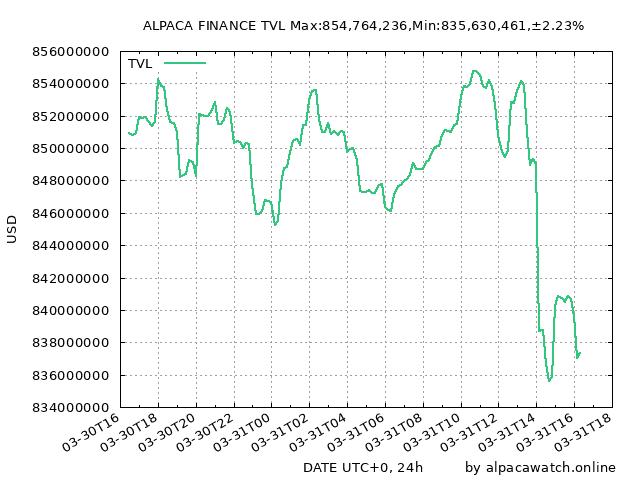 ALPACA FINANCE TVL Max:854,764,236,Min:835,630,461,±2.23%
856000000
TVL
854000000
852000000
850000000
848000000
846000000
USD
844000000
842000000
840000000
838000000
836000000
834000000
03-30T16
03-30T18
03-30T20
03-30T22
03-31T00
03-31T02
03-31T04
03-31T06
03-31T08
03-31T10
03-31T12
03-31T14
03-31T16
03-31T18
DATE UTC+0, 24h
by alpacawatch.online